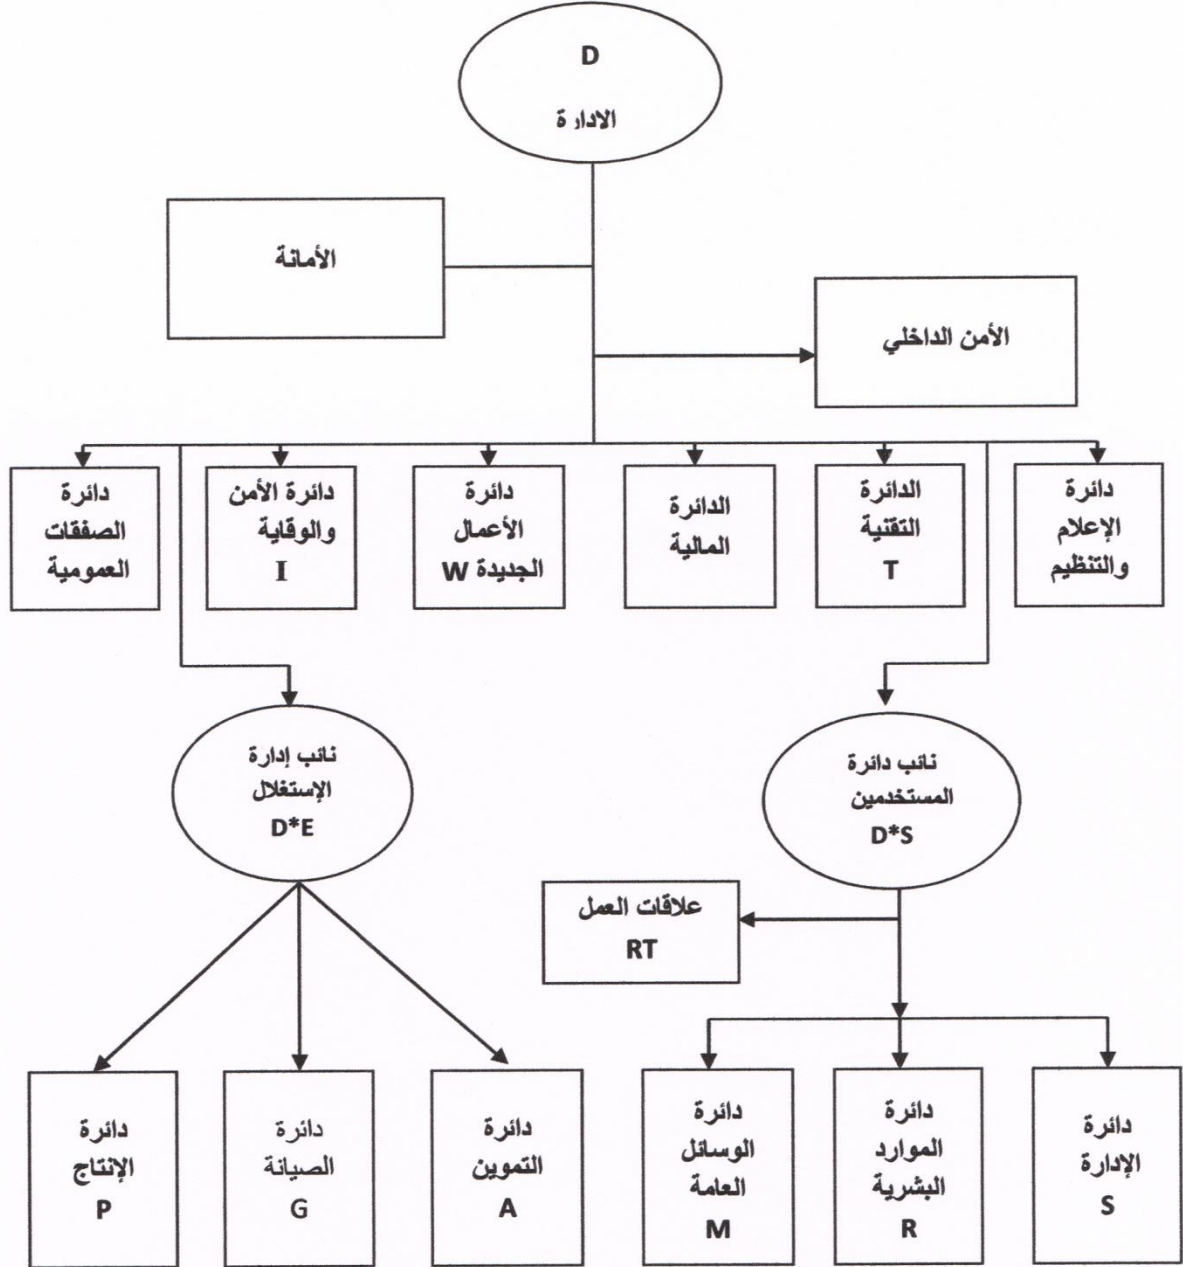 D
الادارة
الأمانة
الأمن الداخلي
دائرة
الإعلام
والتنظيم
الدائرة
التقنية
T
الدائرة
المالية
دائرة
الأعمال
الجديدة W
دائرة الأمن
والوقاية
I
دائرة
الصفقات
العمومية
نائب دائرة
المستخدمين
D*S
نائب إدارة
الإستغلال
D*E
علاقات العمل
RT
دائرة
الإدارة
S
دائرة
الموارد
البشرية
R
دائرة
الوسائل
العامة
M
دائرة
التموين
A
دائرة
الصيانة
G
دائرة
الإنتاج
P